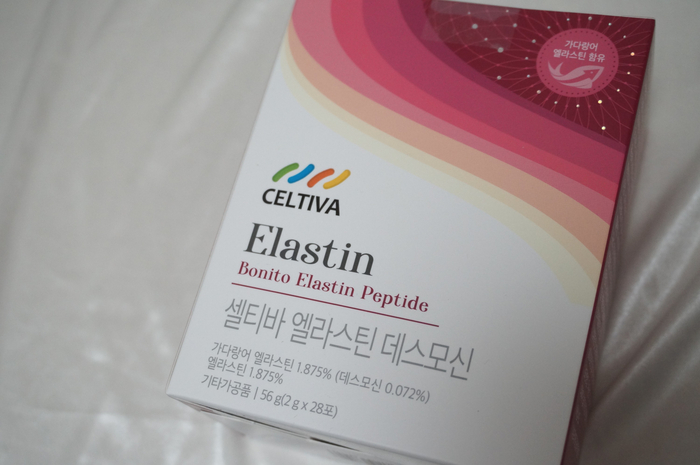 가다랑어
엘라스틴 함유
CELTIVA
Elastin
Bonito Elastin Peptide
셀티바 엘라스틴 데스모신
가다랑어 엘라스틴 1.875% (데스모신 0.072%)
엘라스틴 1.875%
기타가공품 | 56 g(2 g x 28포)